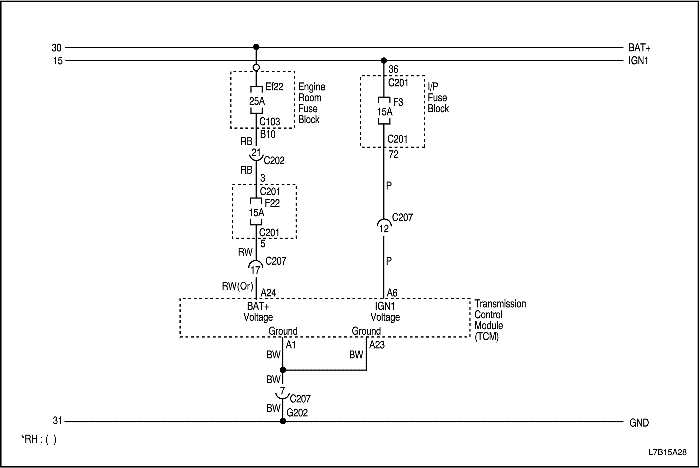 30 BAT+
15 IGN1
36
Ef22 Engine
25A Room
Fuse
Block
C103
B10
RB
21
C202
RB
3
C201
F22
15A
C201
5
RW
C207
17
RW(Or)
A24
C201 I/P
F3 Fuse
15A Block
C201
72
P
C207
12
P
A6
BAT+ IGN1
Voltage Voltage
Transmission
Control
Module
(TCM)
Ground Ground
A1 A23
BW BW
BW
7
C207
BW
G202
31 GND
*RH : ( )
L7B15A28